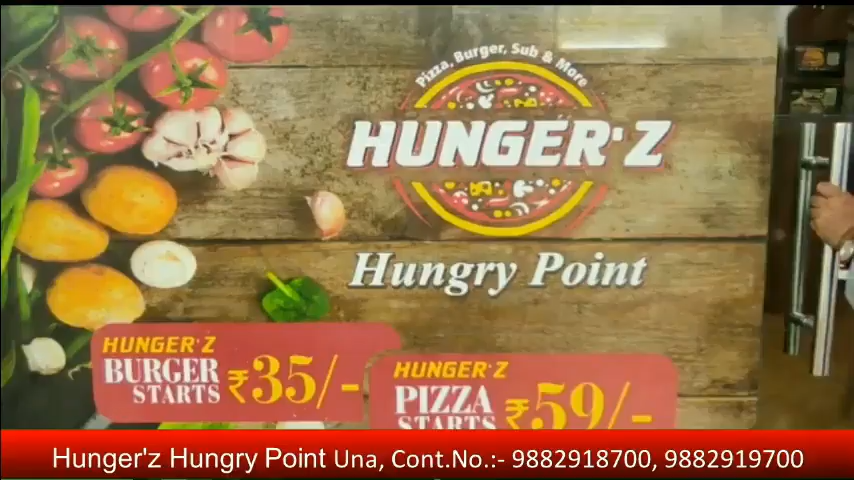 Pizza, Burger, Sub & More
HUNGER'Z
Hungry Point
HUNGER'Z
BURGER
STARTS
₹35/-
HUNGER'Z
PIZZA
STARTS
₹59/-
Hunger'z Hungry Point Una, Cont.No.:- 9882918700, 9882919700